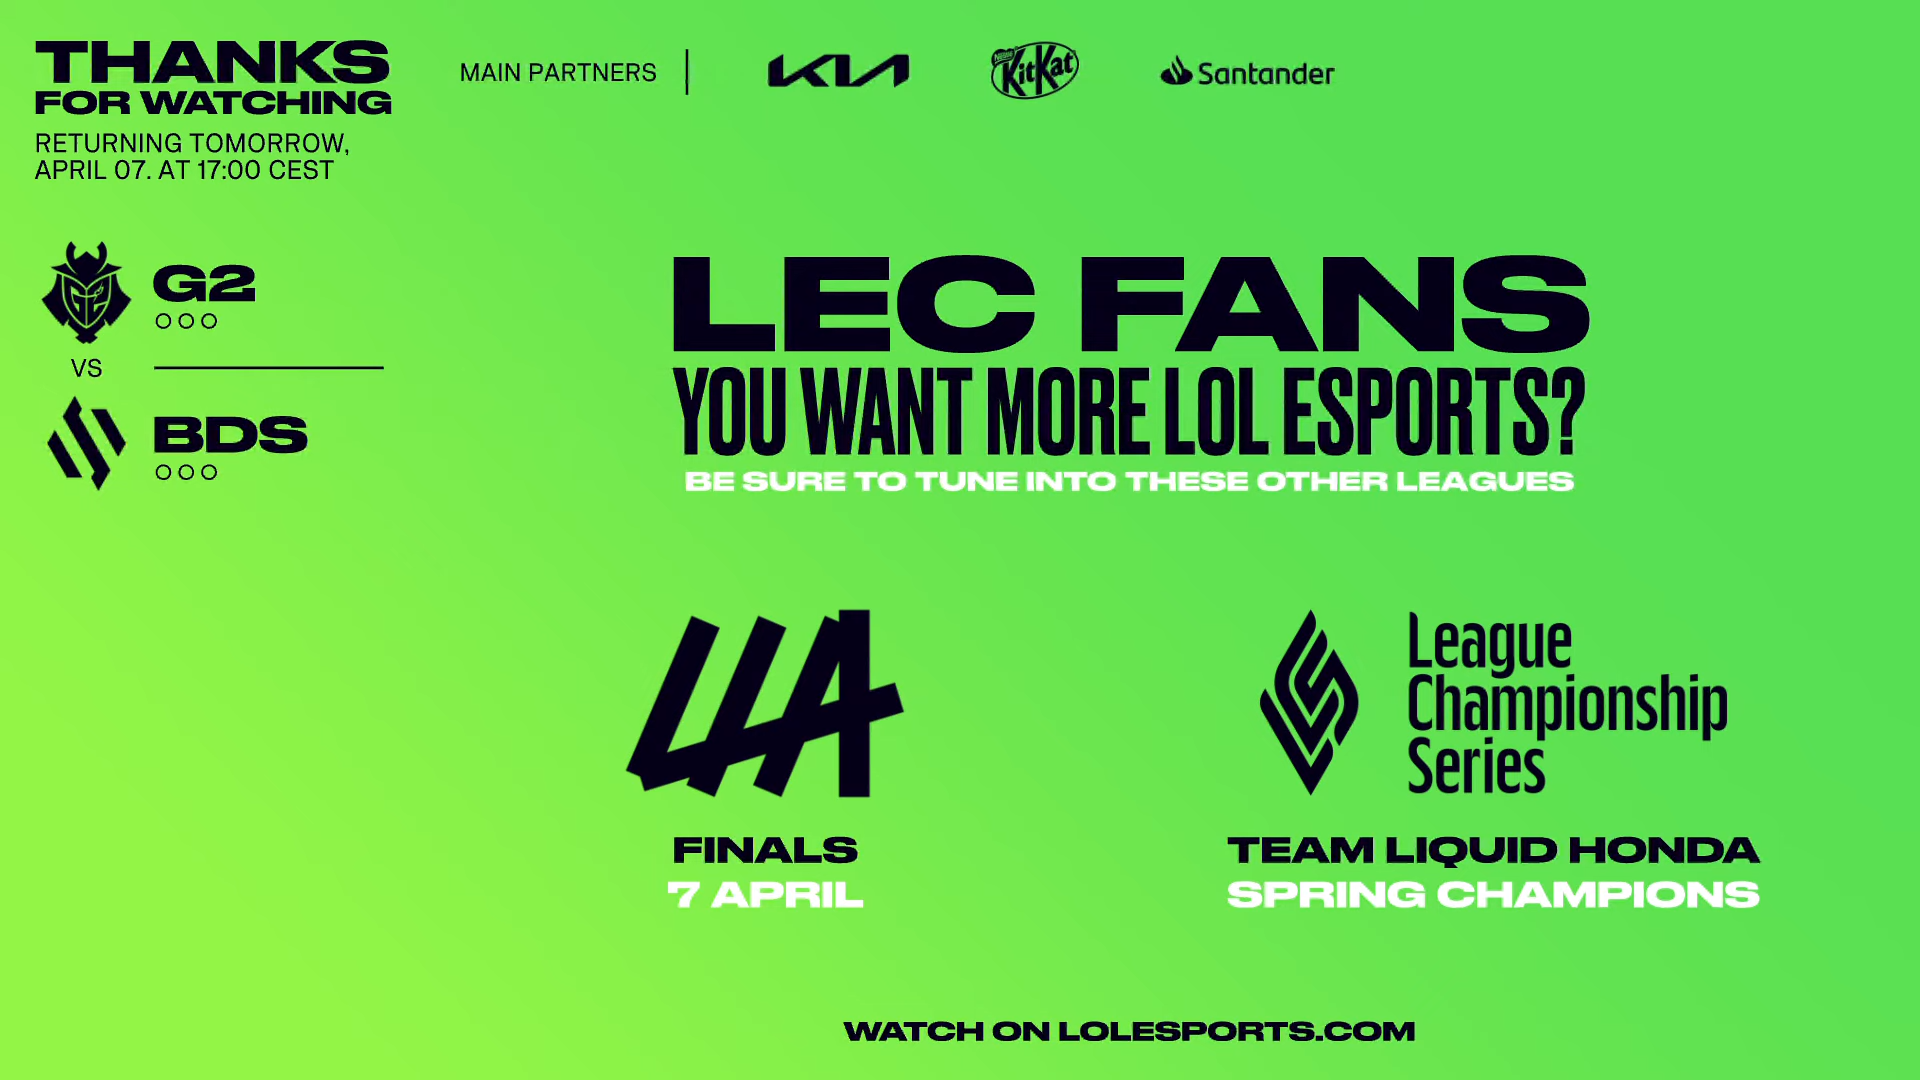 THANKS
FOR WATCHING
RETURNING TOMORROW,
APRIL 07. AT 17:00 CEST
MAIN PARTNERS
KIA
Nestlé
KitKat
Santander
G2
VS
BDS
LEC FANS
YOU WANT MORE LOL ESPORTS?
BE SURE TO TUNE INTO THESE OTHER LEAGUES
LLA
FINALS
7 APRIL
League
Championship
Series
TEAM LIQUID HONDA
SPRING CHAMPIONS
WATCH ON LOLESPORTS.COM